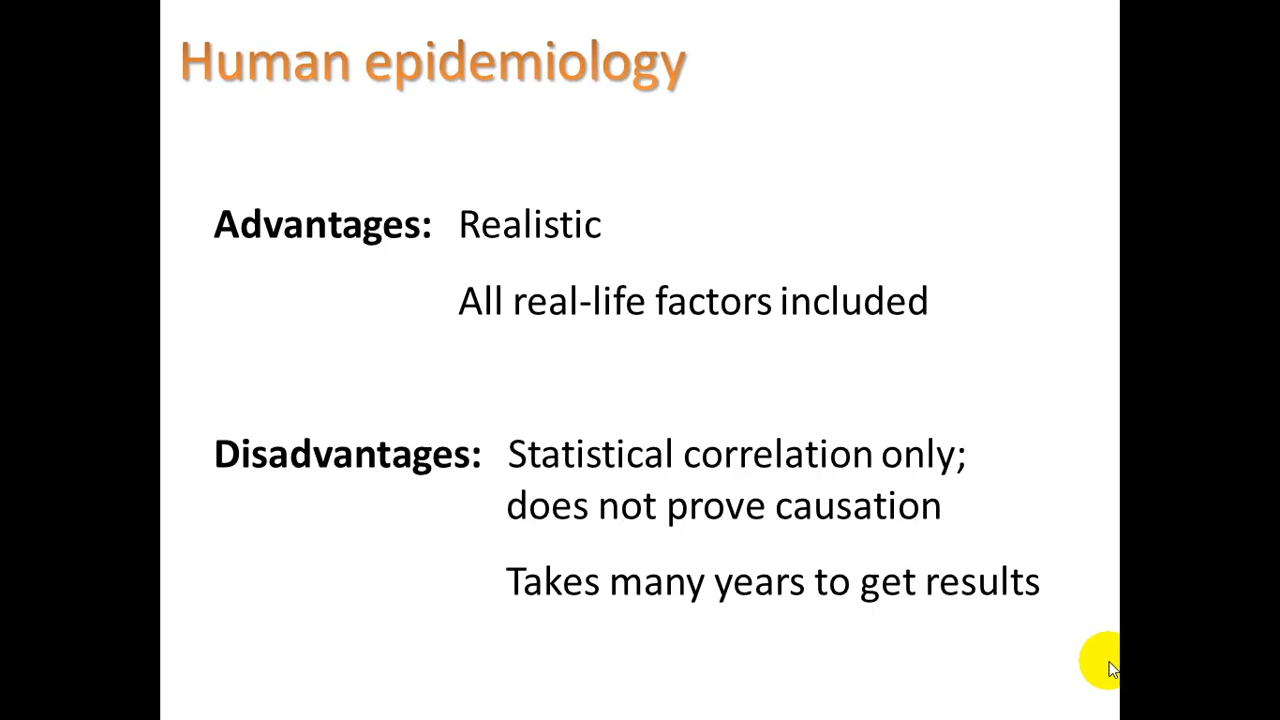 Human epidemiology
Advantages: Realistic
All real-life factors included
Disadvantages: Statistical correlation only;
does not prove causation
Takes many years to get results